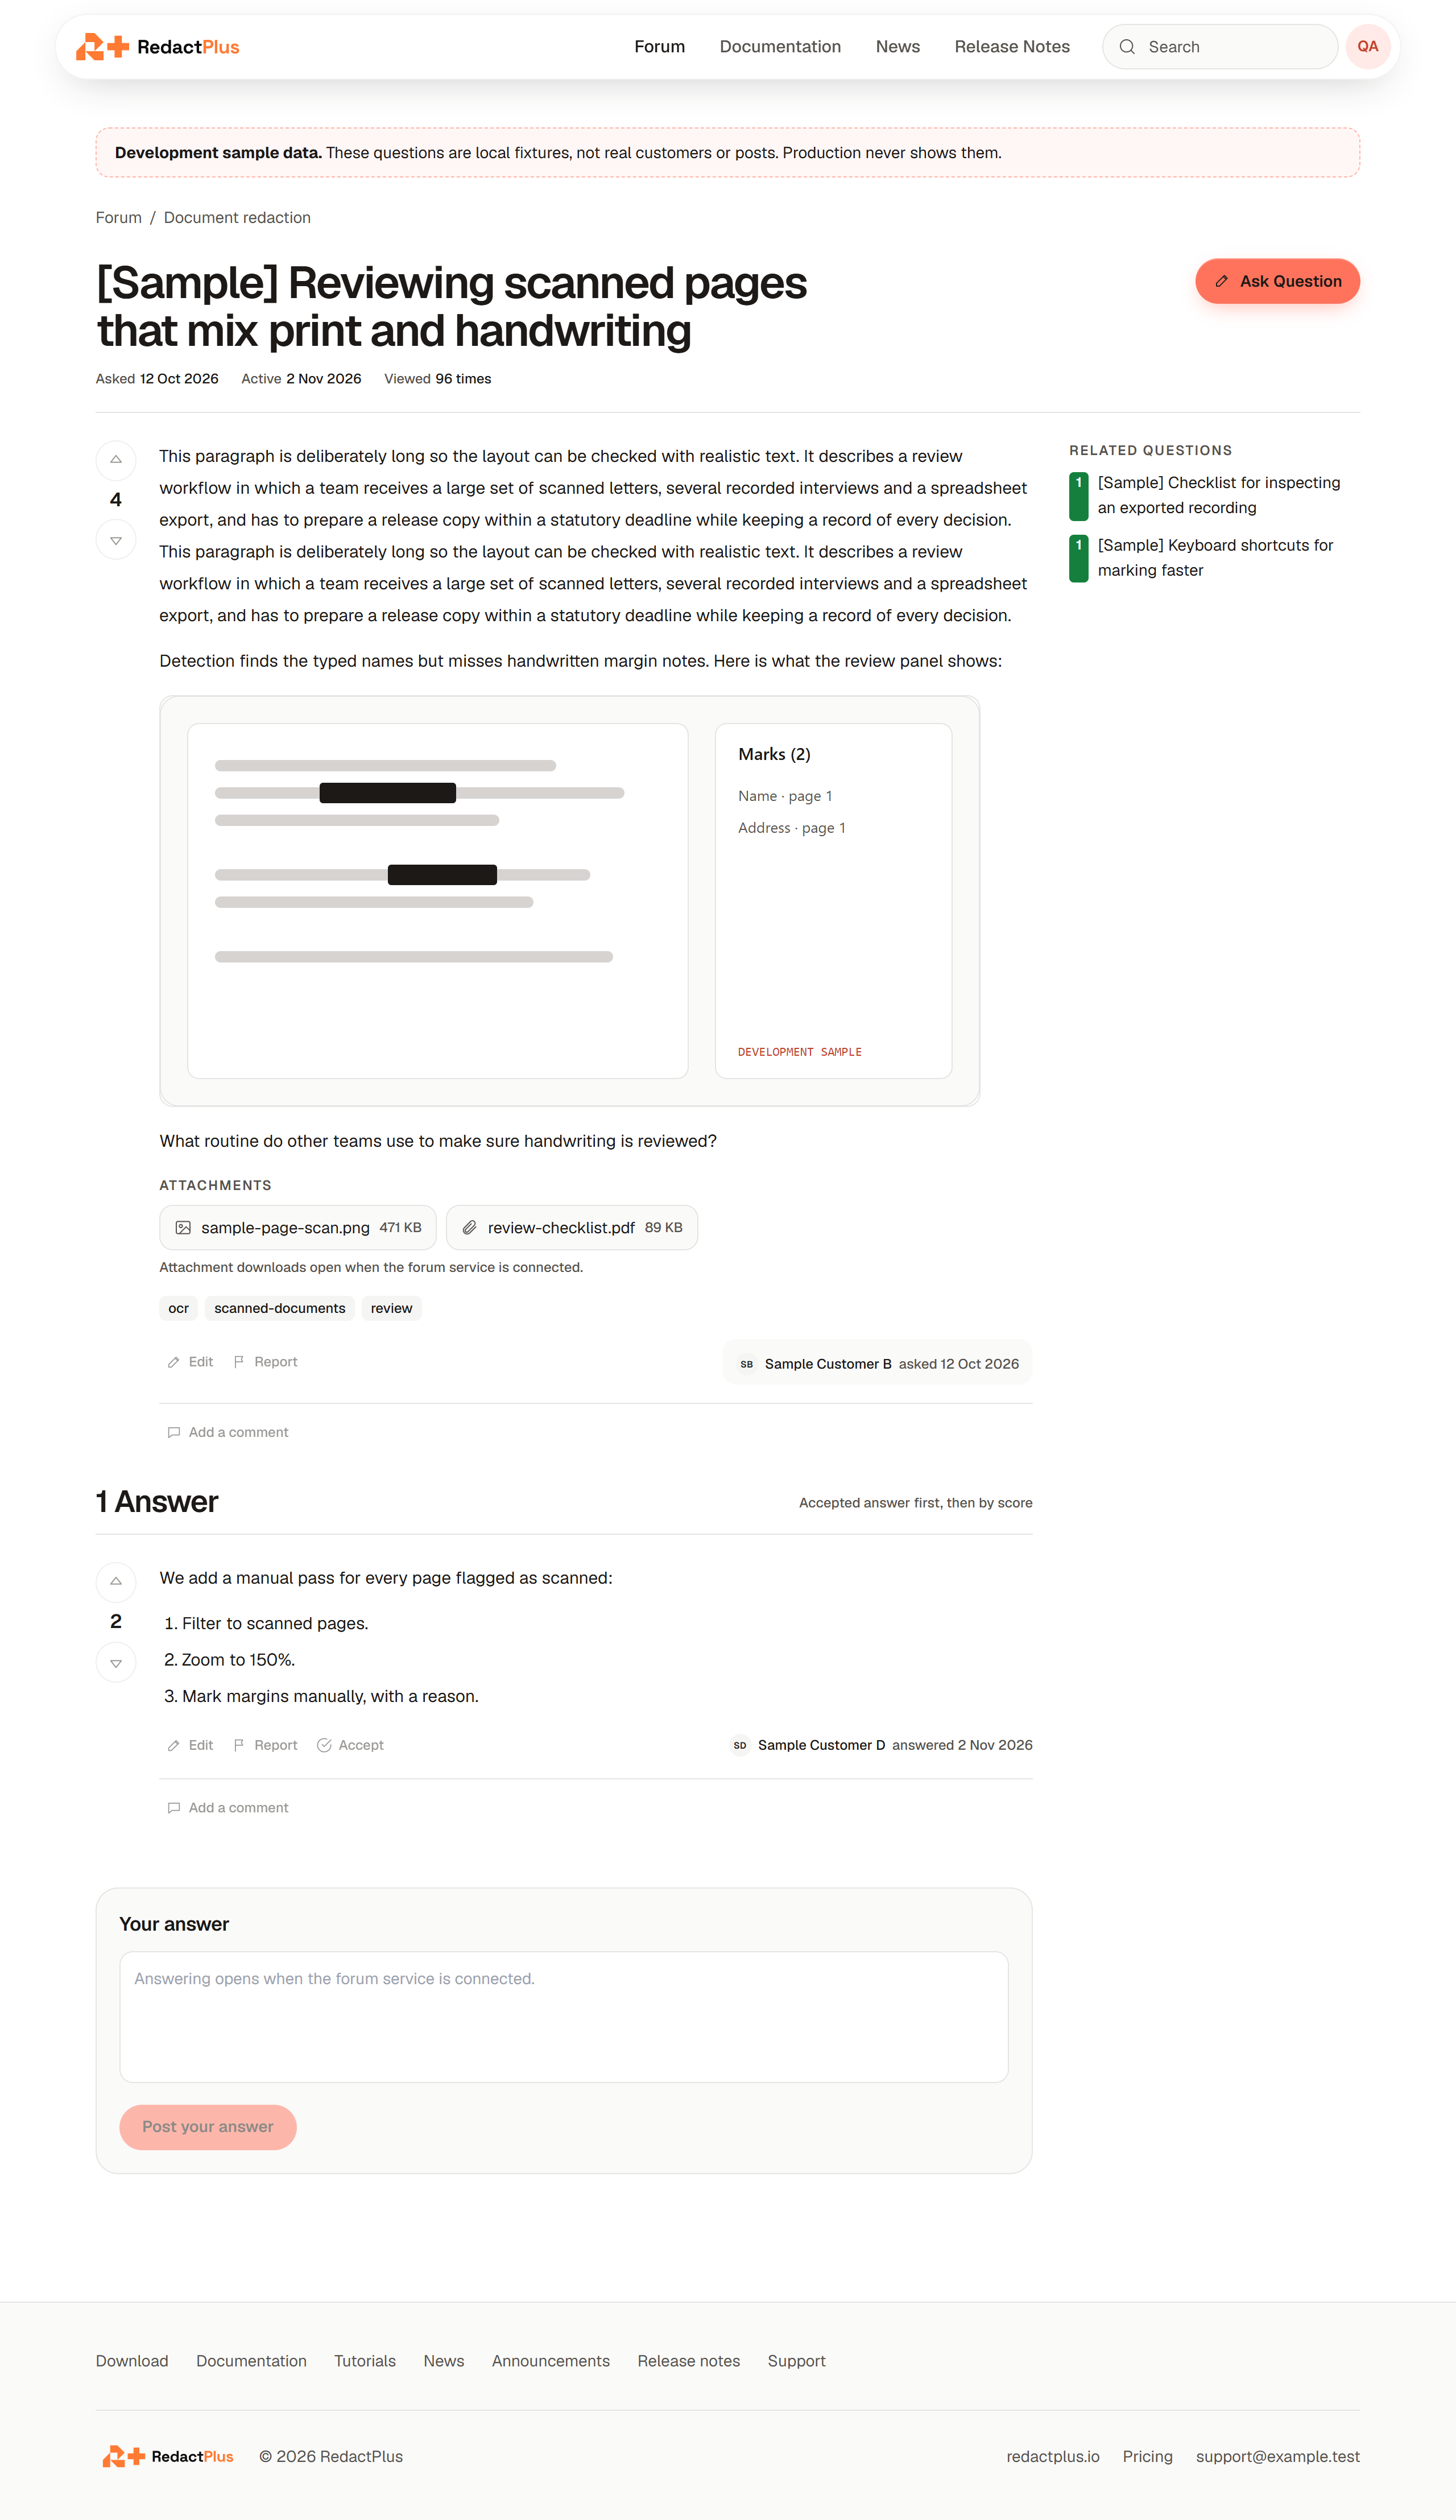 RedactPlus
Forum
Documentation
News
Release Notes
Search
QA
Development sample data. These questions are local fixtures, not real customers or posts. Production never shows them.
Forum / Document redaction
[Sample] Reviewing scanned pages
that mix print and handwriting
Ask Question
Asked 12 Oct 2026 Active 2 Nov 2026 Viewed 96 times
4
This paragraph is deliberately long so the layout can be checked with realistic text. It describes a review
workflow in which a team receives a large set of scanned letters, several recorded interviews and a spreadsheet
export, and has to prepare a release copy within a statutory deadline while keeping a record of every decision.
This paragraph is deliberately long so the layout can be checked with realistic text. It describes a review
workflow in which a team receives a large set of scanned letters, several recorded interviews and a spreadsheet
export, and has to prepare a release copy within a statutory deadline while keeping a record of every decision.
Detection finds the typed names but misses handwritten margin notes. Here is what the review panel shows:
Marks (2)
Name · page 1
Address · page 1
DEVELOPMENT SAMPLE
What routine do other teams use to make sure handwriting is reviewed?
ATTACHMENTS
sample-page-scan.png 471 KB
review-checklist.pdf 89 KB
Attachment downloads open when the forum service is connected.
ocr
scanned-documents
review
Edit
Report
SB Sample Customer B asked 12 Oct 2026
Add a comment
RELATED QUESTIONS
1
[Sample] Checklist for inspecting
an exported recording
1
[Sample] Keyboard shortcuts for
marking faster
1 Answer
Accepted answer first, then by score
2
We add a manual pass for every page flagged as scanned:
1. Filter to scanned pages.
2. Zoom to 150%.
3. Mark margins manually, with a reason.
Edit
Report
Accept
SD Sample Customer D answered 2 Nov 2026
Add a comment
Your answer
Answering opens when the forum service is connected.
Post your answer
Download
Documentation
Tutorials
News
Announcements
Release notes
Support
RedactPlus
© 2026 RedactPlus
redactplus.io
Pricing
support@example.test